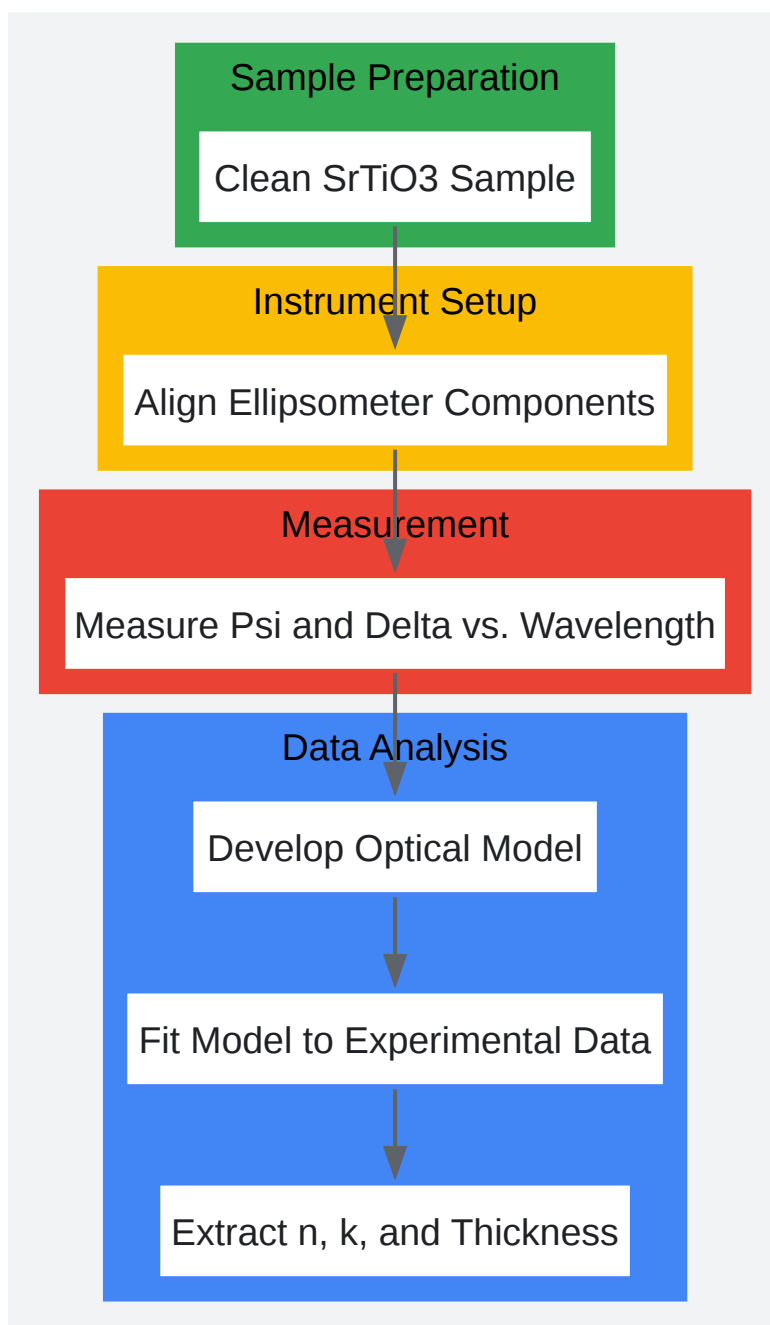 Sample Preparation
Clean SrTiO3 Sample
Instrument Setup
Align Ellipsometer Components
Measurement
Measure Psi and Delta vs. Wavelength
Data Analysis
Develop Optical Model
Fit Model to Experimental Data
Extract n, k, and Thickness